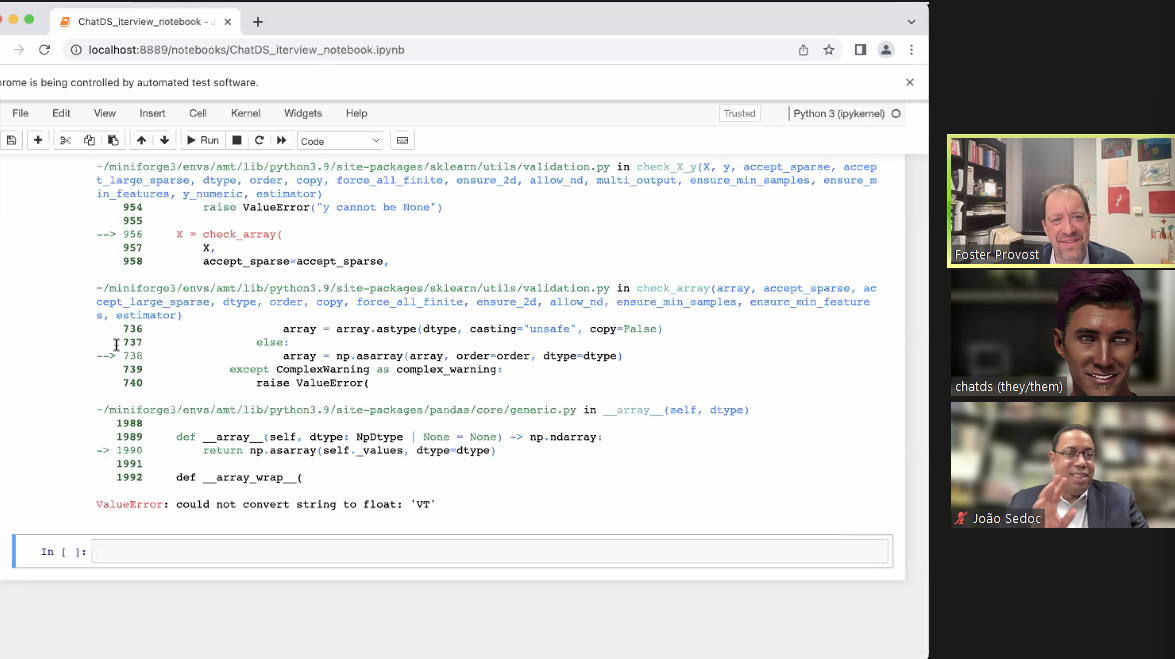 ChatDS_iterview_notebook - J
localhost:8889/notebooks/ChatDS_iterview_notebook.ipynb
rome is being controlled by automated test software.
File Edit View Insert Cell Kernel Widgets Help Trusted Python 3 (ipykernel)
Run Code
~/miniforge3/envs/amt/lib/python3.9/site-packages/sklearn/utils/validation.py in check_X_y(X, y, accept_sparse, accep
t_large_sparse, dtype, order, copy, force_all_finite, ensure_2d, allow_nd, multi_output, ensure_min_samples, ensure_m
in_features, y_numeric, estimator)
954 raise ValueError("y cannot be None")
955
--> 956 X = check_array(
957 X,
958 accept_sparse=accept_sparse,
~/miniforge3/envs/amt/lib/python3.9/site-packages/sklearn/utils/validation.py in check_array(array, accept_sparse, ac
cept_large_sparse, dtype, order, copy, force_all_finite, ensure_2d, allow_nd, ensure_min_samples, ensure_min_feature
s, estimator)
736 array = array.astype(dtype, casting="unsafe", copy=False)
737 else:
--> 738 array = np.asarray(array, order=order, dtype=dtype)
739 except ComplexWarning as complex_warning:
740 raise ValueError(
~/miniforge3/envs/amt/lib/python3.9/site-packages/pandas/core/generic.py in __array__(self, dtype)
1988
1989 def __array__(self, dtype: NpDtype | None = None) -> np.ndarray:
-> 1990 return np.asarray(self._values, dtype=dtype)
1991
1992 def __array_wrap__(
ValueError: could not convert string to float: 'VT'
In [ ]:
Foster Provost
chatds (they/them)
João Sedoc